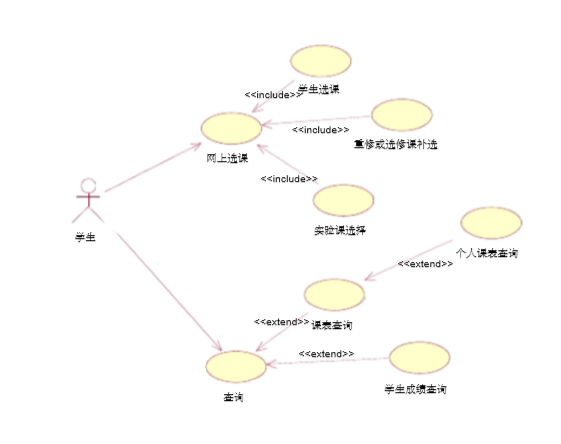 <<include>>
学生选课
<<include>>
重修或选修课补选
网上选课
<<include>>
实验课选择
学生
个人课表查询
<<extend>>
<<extend>>
课表查询
<<extend>>
学生成绩查询
查询